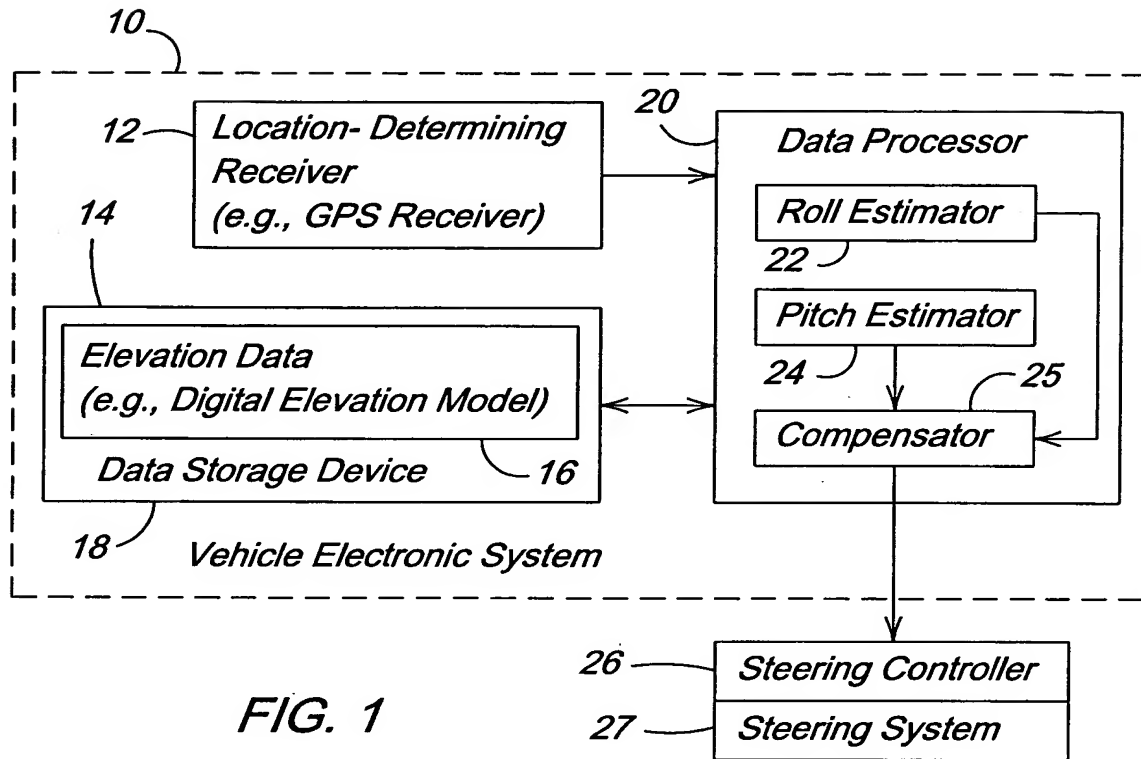 10
12
Location- Determining
Receiver
(e.g., GPS Receiver)
20
Data Processor
Roll Estimator
22
14
Pitch Estimator
24
25
Elevation Data
(e.g., Digital Elevation Model)
Compensator
Data Storage Device
16
18
Vehicle Electronic System
26
Steering Controller
FIG. 1
27
Steering System